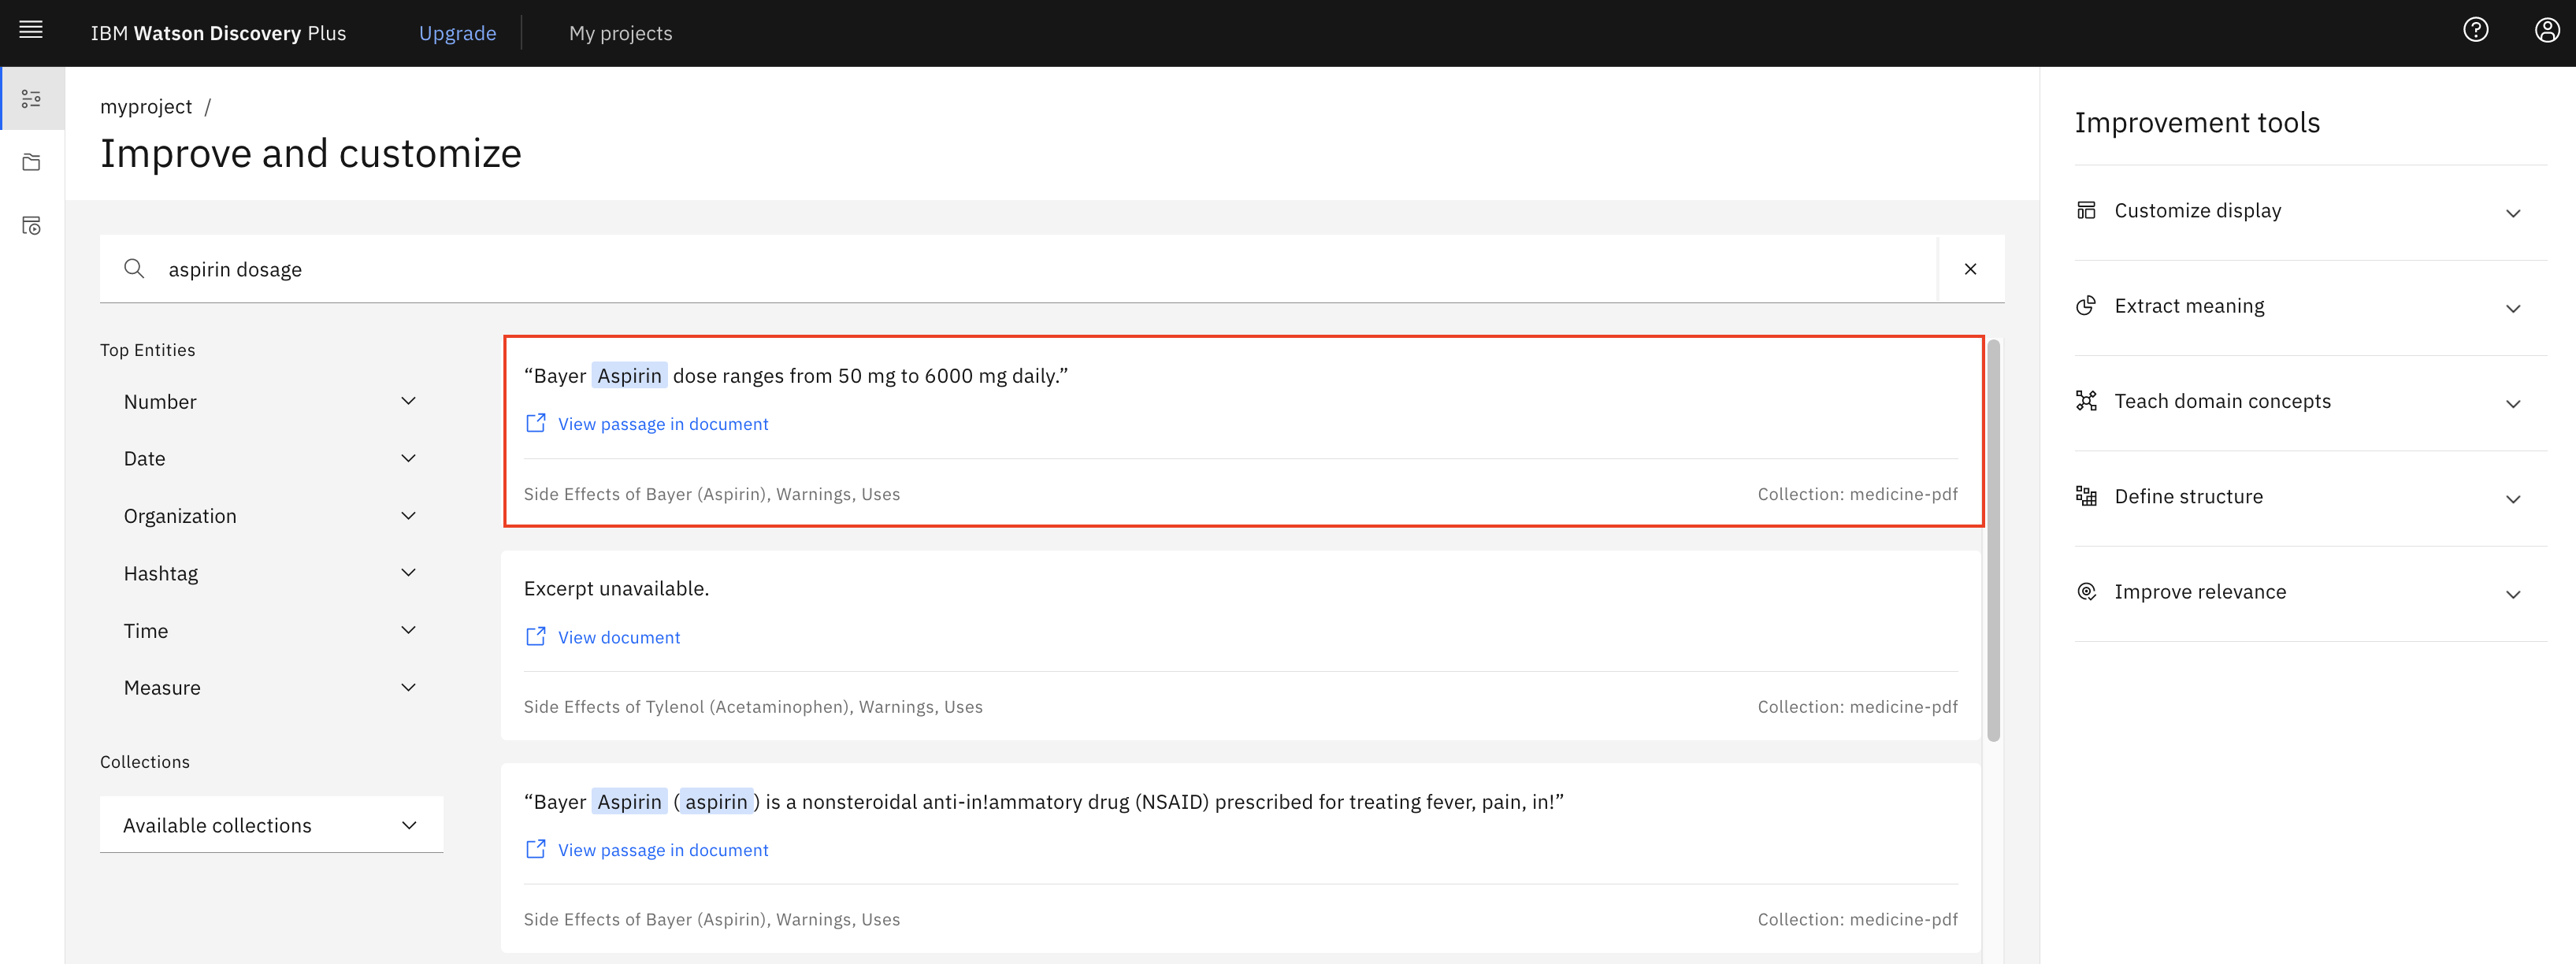 IBM Watson Discovery Plus
Upgrade
My projects
myproject /
Improve and customize
aspirin dosage
Top Entities
Number
Date
Organization
Hashtag
Time
Measure
Collections
Available collections
“Bayer Aspirin dose ranges from 50 mg to 6000 mg daily.”
View passage in document
Side Effects of Bayer (Aspirin), Warnings, Uses
Collection: medicine-pdf
Excerpt unavailable.
View document
Side Effects of Tylenol (Acetaminophen), Warnings, Uses
Collection: medicine-pdf
“Bayer Aspirin (aspirin) is a nonsteroidal anti-in!ammatory drug (NSAID) prescribed for treating fever, pain, in!”
View passage in document
Side Effects of Bayer (Aspirin), Warnings, Uses
Collection: medicine-pdf
Improvement tools
Customize display
Extract meaning
Teach domain concepts
Define structure
Improve relevance